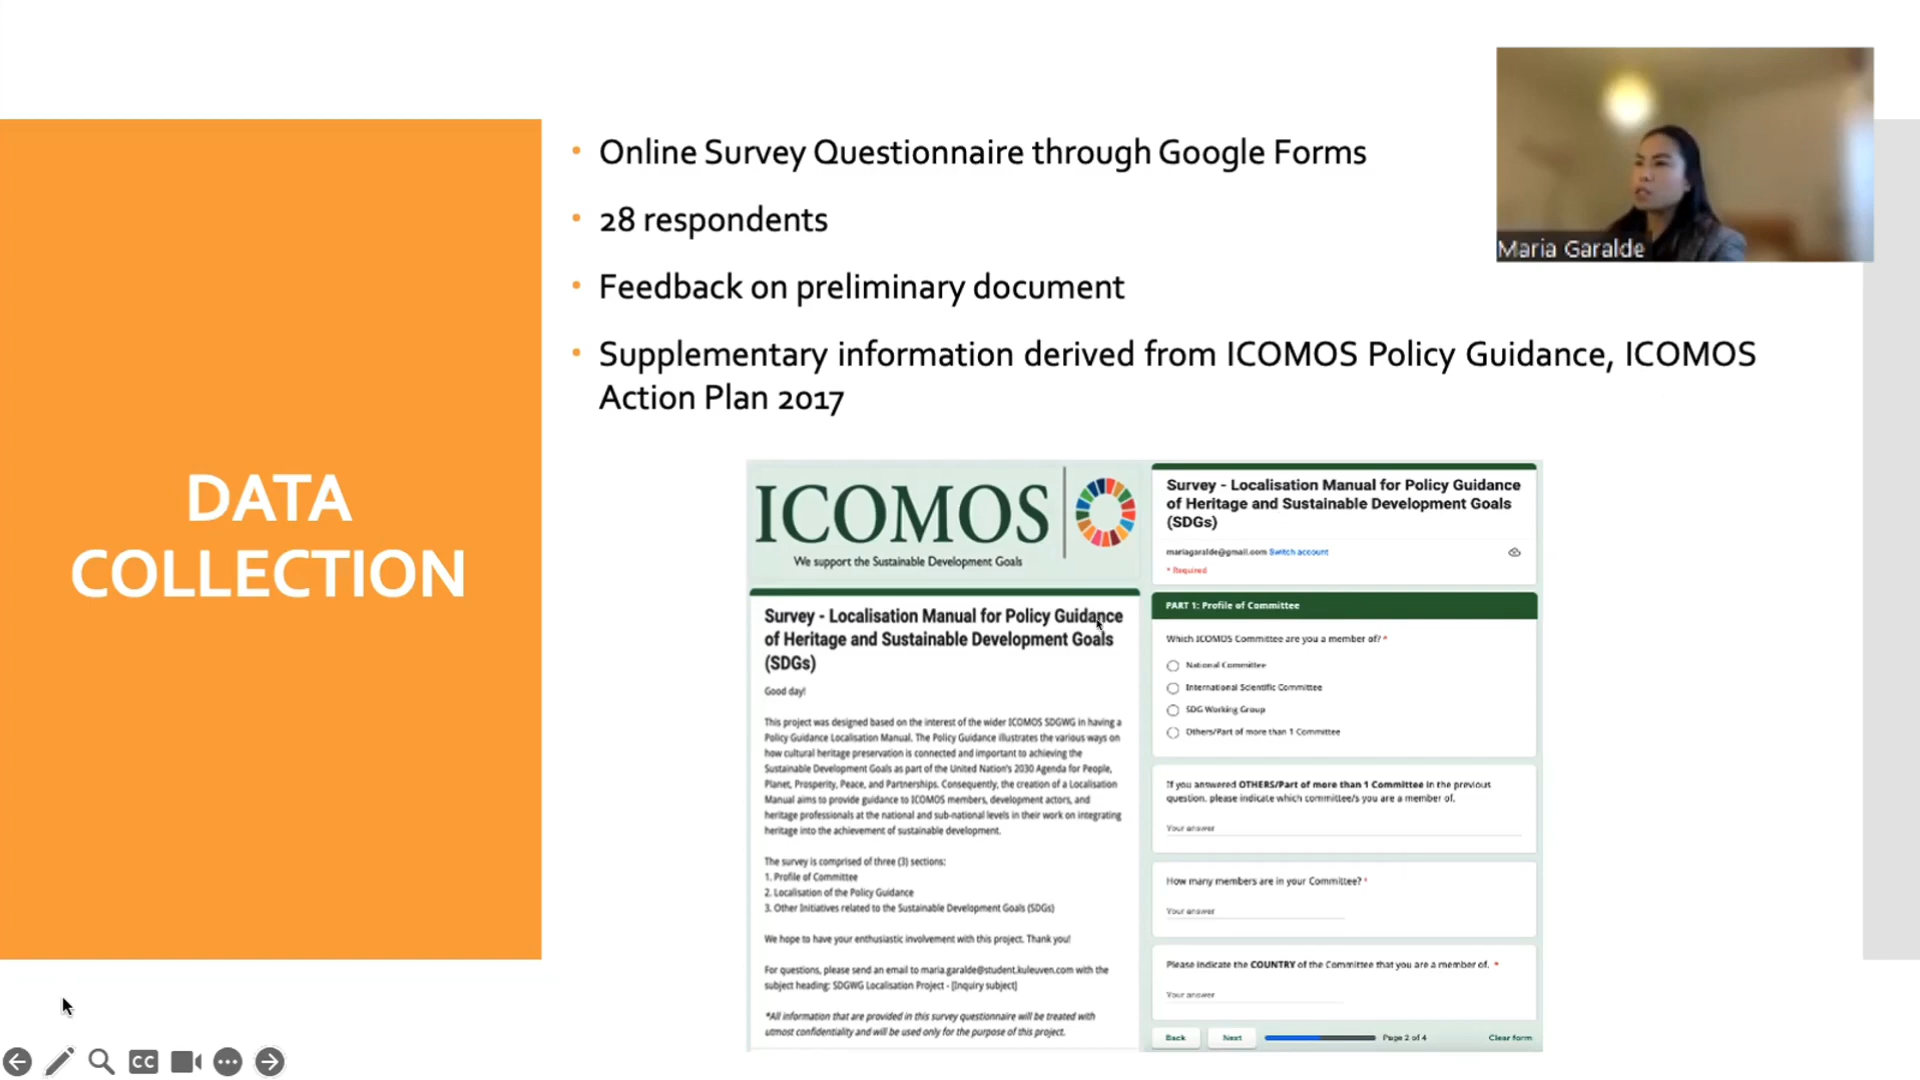 DATA
COLLECTION
• Online Survey Questionnaire through Google Forms
• 28 respondents
• Feedback on preliminary document
• Supplementary information derived from ICOMOS Policy Guidance, ICOMOS
Action Plan 2017
Maria Garalde
ICOMOS
We support the Sustainable Development Goals
Survey - Localisation Manual for Policy Guidance
of Heritage and Sustainable Development Goals
(SDGs)
Good day!
This project was designed based on the interest of the wider ICOMOS SDGWG in having a
Policy Guidance Localisation Manual. The Policy Guidance illustrates the various ways on
how cultural heritage preservation is connected and important to achieving the
Sustainable Development Goals as part of the United Nation's 2030 Agenda for People,
Planet, Prosperity, Peace, and Partnerships. Consequently, the creation of a Localisation
Manual aims to provide guidance to ICOMOS members, development actors, and
heritage professionals at the national and sub-national levels in their work on integrating
heritage into the achievement of sustainable development.
The survey is comprised of three (3) sections:
1. Profile of Committee
2. Localisation of the Policy Guidance
3. Other Initiatives related to the Sustainable Development Goals (SDGs)
We hope to have your enthusiastic involvement with this project. Thank you!
For questions, please send an email to maria.garalde@student.kuleuven.com with the
subject heading: SDGWG Localisation Project - [Inquiry subject]
*All information that are provided in this survey questionnaire will be treated with
utmost confidentiality and will be used only for the purpose of this project.
Survey - Localisation Manual for Policy Guidance
of Heritage and Sustainable Development Goals
(SDGs)
mariagaralde@gmail.com Switch account
* Required
PART 1: Profile of Committee
Which ICOMOS Committee are you a member of? *
National Committee
International Scientific Committee
SDG Working Group
Others/Part of more than 1 Committee
If you answered OTHERS/Part of more than 1 Committee in the previous
question, please indicate which committee/s you are a member of.
Your answer
How many members are in your Committee? *
Your answer
Please indicate the COUNTRY of the Committee that you are a member of. *
Your answer
Back Next Page 2 of 4 Clear form
CC